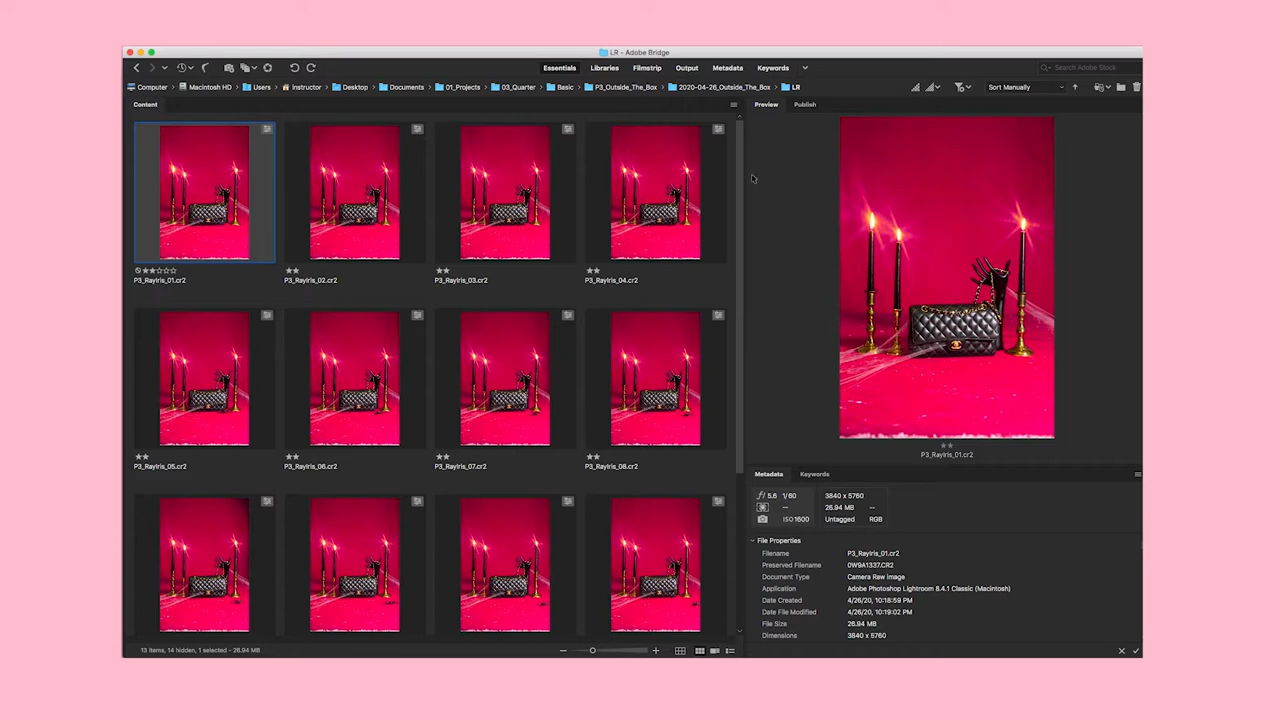 LR - Adobe Bridge
Essentials Libraries Filmstrip Output Metadata Keywords Search Adobe Stock
Computer Macintosh HD Users instructor Desktop Documents 01_Projects 03_Quarter Basic P3_Outside_The_Box 2020-04-26_Outside_The_Box LR Sort Manually
Content Preview Publish
P3_RayIris_01.cr2 P3_RayIris_02.cr2 P3_RayIris_03.cr2 P3_RayIris_04.cr2
P3_RayIris_05.cr2 P3_RayIris_06.cr2 P3_RayIris_07.cr2 P3_RayIris_08.cr2
13 items, 14 hidden, 1 selected - 26.94 MB
P3_RayIris_01.cr2
Metadata Keywords
f/ 5.6 1/60 3840 x 5760
-- 26.94 MB --
ISO1600 Untagged RGB
File Properties
Filename P3_RayIris_01.cr2
Preserved Filename 0W9A1337.CR2
Document Type Camera Raw image
Application Adobe Photoshop Lightroom 8.4.1 Classic (Macintosh)
Date Created 4/26/20, 10:18:59 PM
Date File Modified 4/26/20, 10:19:02 PM
File Size 26.94 MB
Dimensions 3840 x 5760